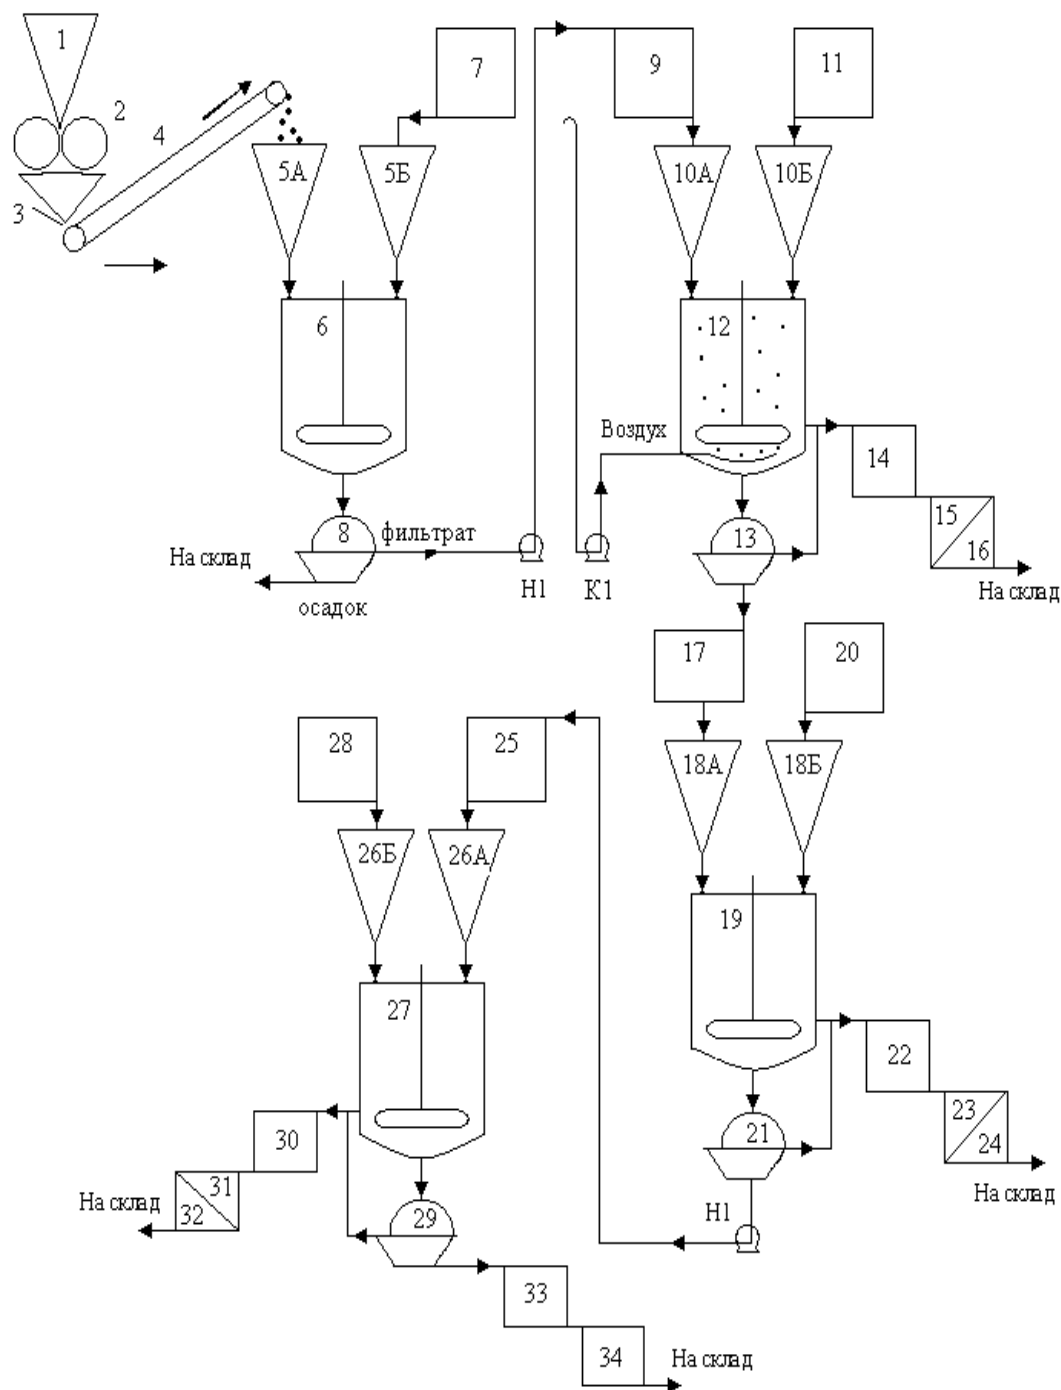 1
2
3
4
5А
5Б
6
7
8
фильтрат
На склад
осадок
Н1
К1
9
10А
10Б
11
12
Воздух
13
14
15
16
На склад
17
18А
18Б
19
20
21
22
23
24
На склад
Н1
25
26А
26Б
27
28
29
30
31
32
На склад
33
34
На склад